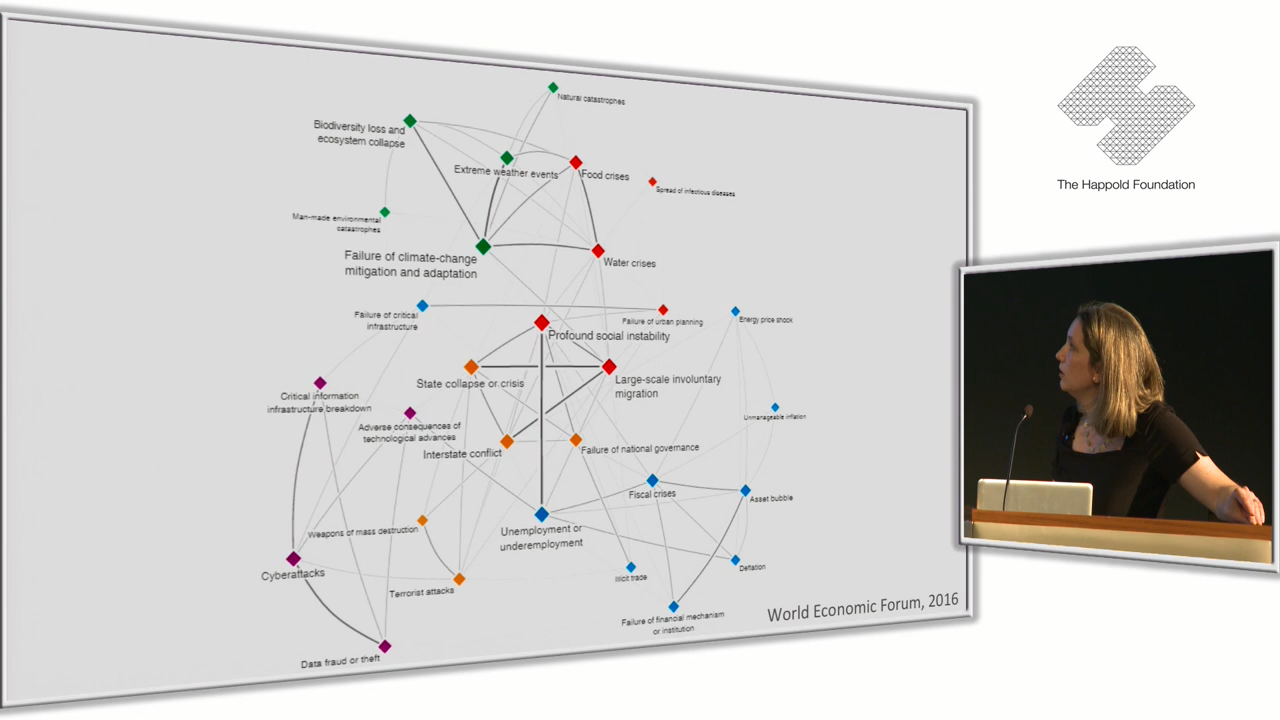 Natural catastrophes
Biodiversity loss and
ecosystem collapse
Extreme weather events
Food crises
Spread of infectious diseases
Man-made environmental
catastrophes
Failure of climate-change
mitigation and adaptation
Water crises
Failure of critical
infrastructure
Failure of urban planning
Energy price shock
Profound social instability
State collapse or crisis
Large-scale involuntary
migration
Critical information
infrastructure breakdown
Adverse consequences of
technological advances
Unmanageable inflation
Interstate conflict
Failure of national governance
Fiscal crises
Asset bubble
Weapons of mass destruction
Unemployment or
underemployment
Cyberattacks
Terrorist attacks
Illicit trade
Deflation
Failure of financial mechanism
or institution
Data fraud or theft
World Economic Forum, 2016
The Happold Foundation